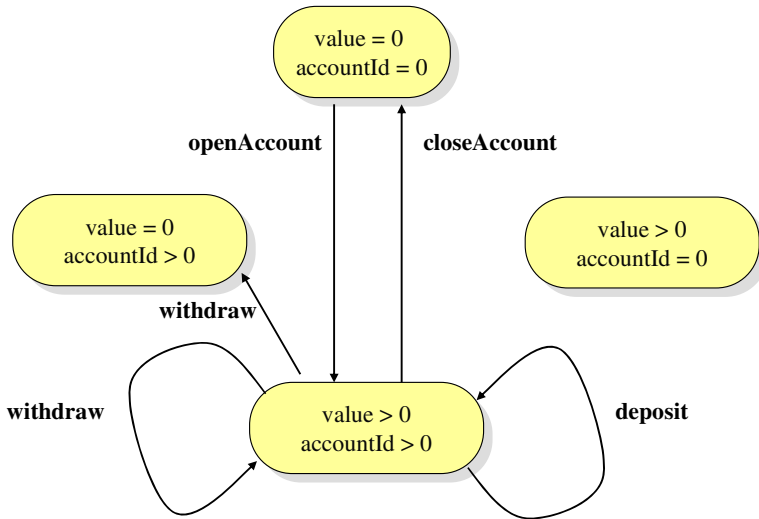 value = 0
accountId = 0
openAccount
closeAccount
value = 0
accountId > 0
value > 0
accountId = 0
withdraw
withdraw
value > 0
accountId > 0
deposit